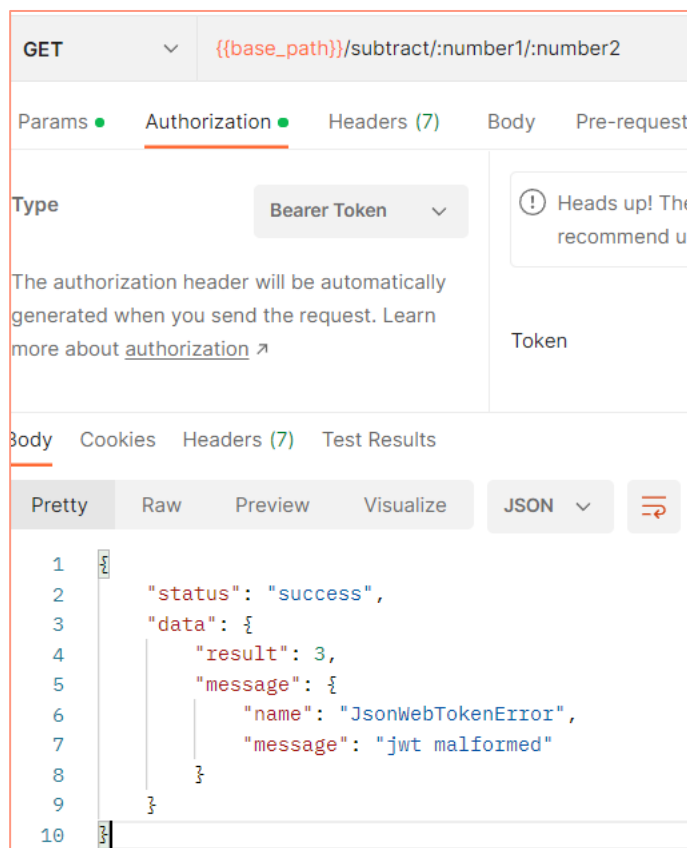 GET {{base_path}}/subtract/:number1/:number2
Params Authorization Headers (7) Body Pre-request
Type
Bearer Token
The authorization header will be automatically
generated when you send the request. Learn
more about authorization ↗
Heads up! The
recommend u
Token
Body Cookies Headers (7) Test Results
Pretty Raw Preview Visualize JSON
1 {
2 "status": "success",
3 "data": {
4 "result": 3,
5 "message": {
6 "name": "JsonWebTokenError",
7 "message": "jwt malformed"
8 }
9 }
10 }